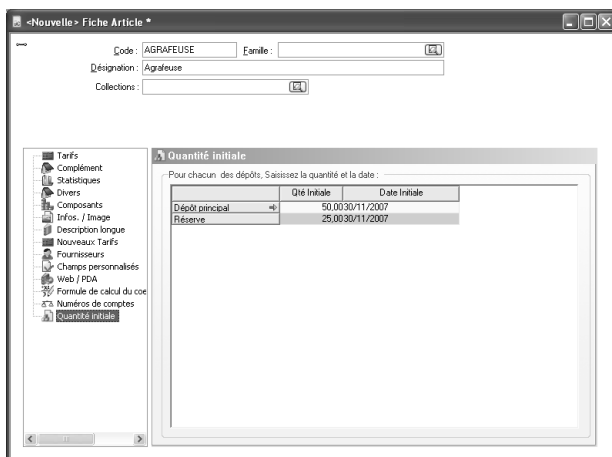 <Nouvelle> Fiche Article *
Code : AGRAFEUSE Famille :
Désignation : Agrafeuse
Collections :
Tarifs
Complément
Statistiques
Divers
Composants
Infos. / Image
Description longue
Nouveaux Tarifs
Fournisseurs
Champs personnalisés
Web / PDA
Formule de calcul du coe
Numéros de comptes
Quantité initiale
Quantité initiale
Pour chacun des dépôts, Saisissez la quantité et la date :
Qté Initiale Date Initiale
Dépôt principal 50,00 30/11/2007
Réserve 25,00 30/11/2007